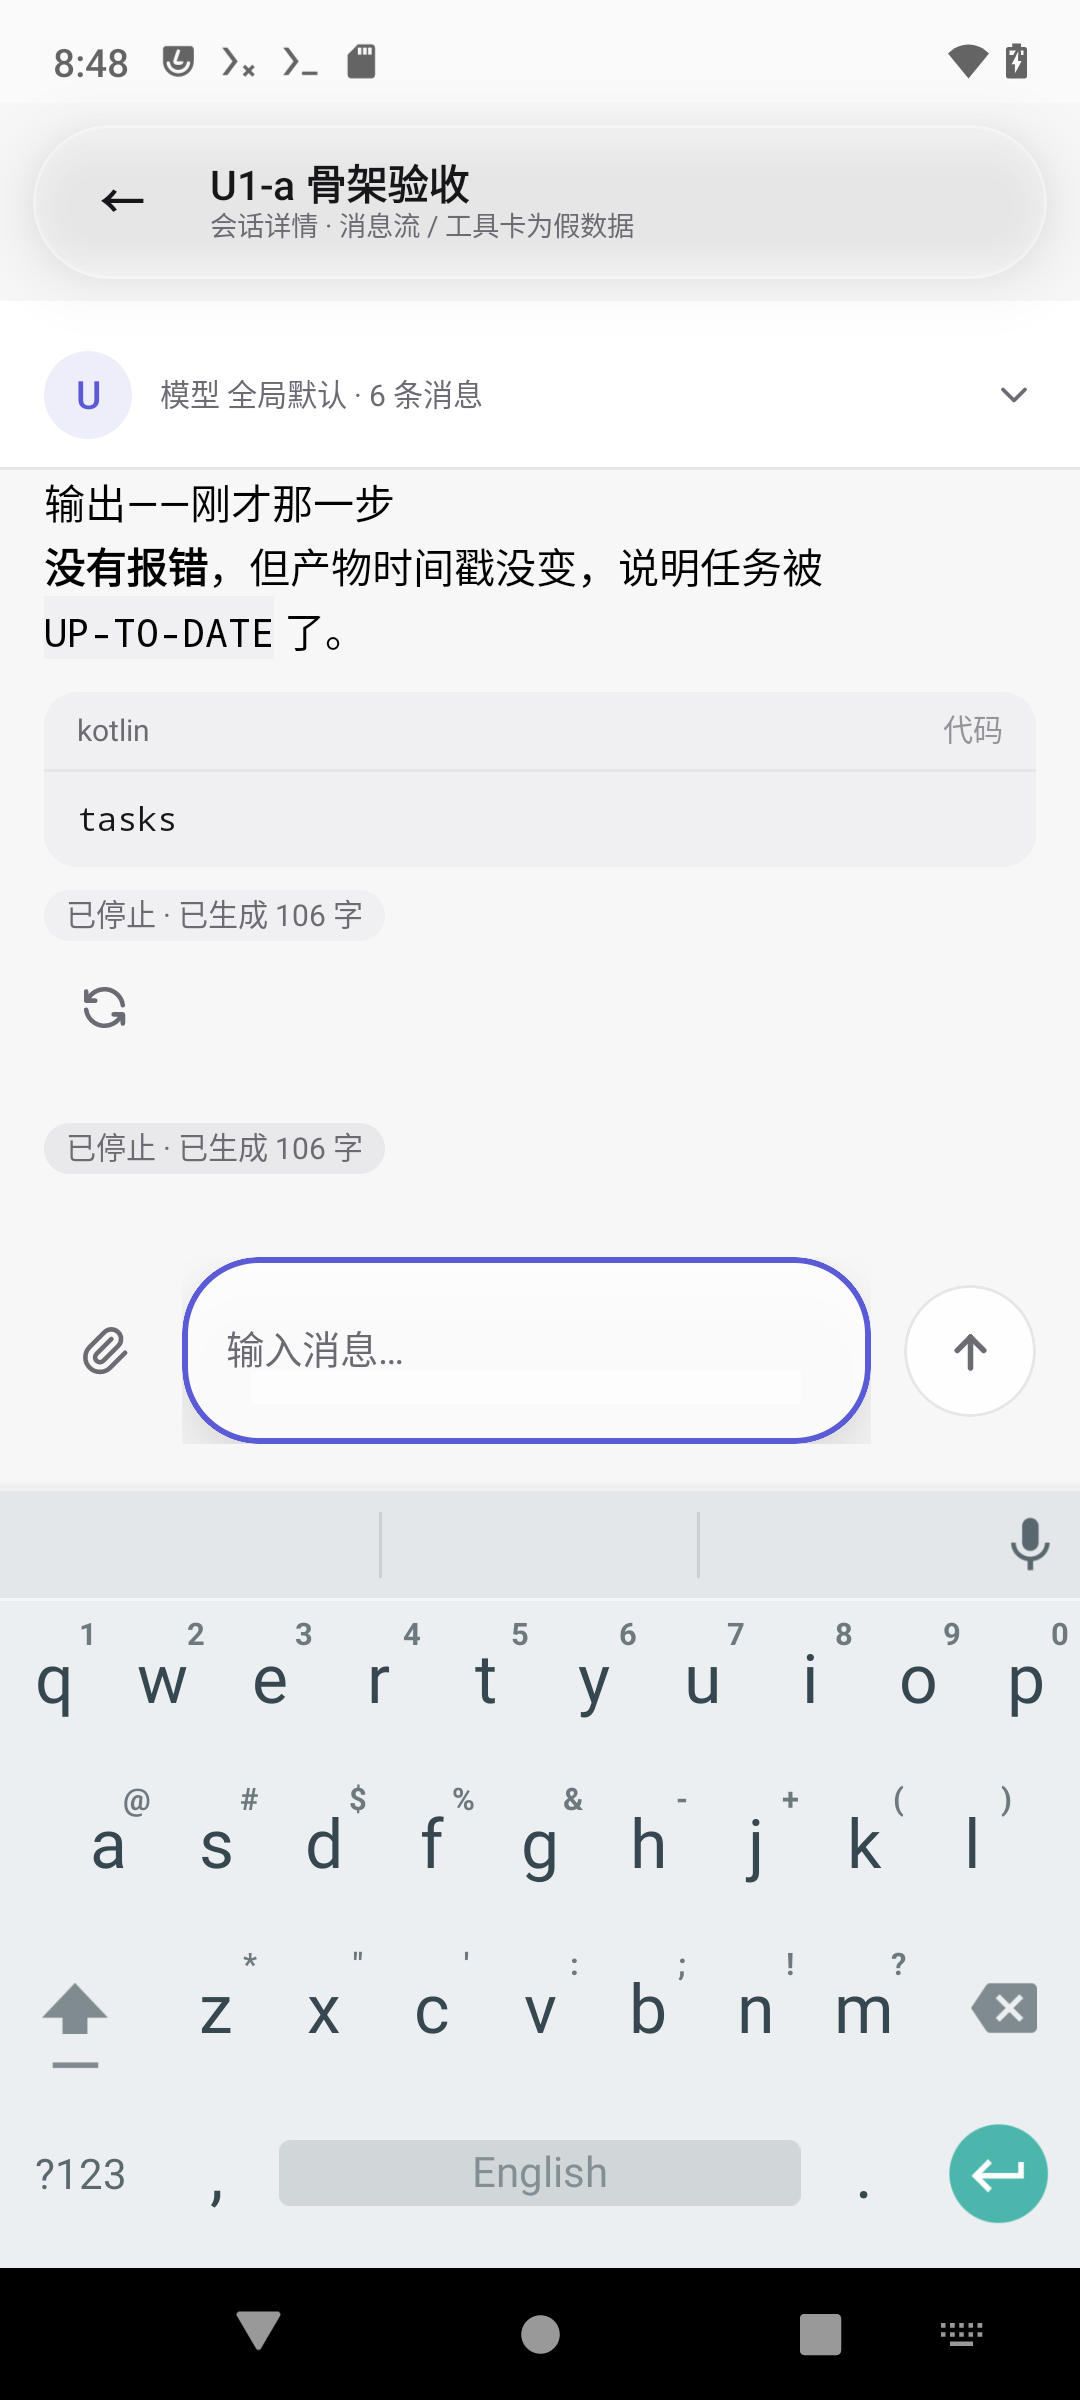 8:48
U1-a 骨架验收
会话详情 · 消息流 / 工具卡为假数据
U
模型 全局默认 · 6 条消息
输出——刚才那一步
没有报错，但产物时间戳没变，说明任务被
UP-TO-DATE 了。
kotlin 代码
tasks
已停止 · 已生成 106 字
已停止 · 已生成 106 字
输入消息…
1 2 3 4 5 6 7 8 9 0
q w e r t y u i o p
@ # $ % & - + ( )
a s d f g h j k l
* " ' : ; ! ?
z x c v b n m
?123 , English .